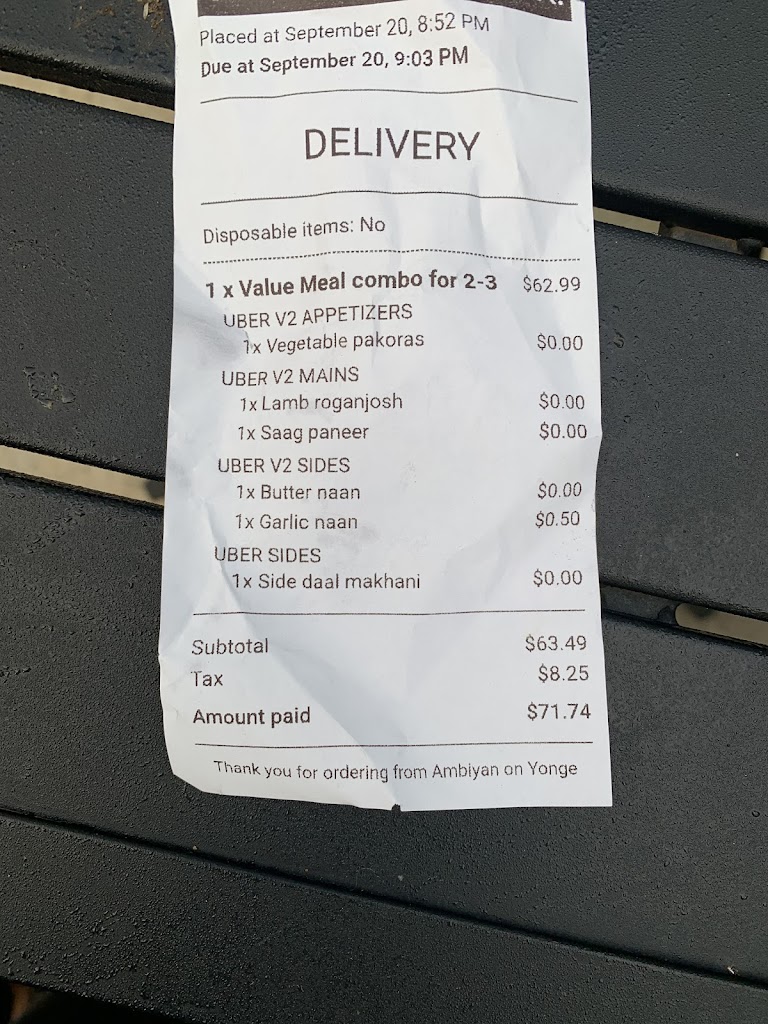 Placed at September 20, 8:52 PM
Due at September 20, 9:03 PM
DELIVERY
Disposable items: No
1 x Value Meal combo for 2-3 $62.99
UBER V2 APPETIZERS
1x Vegetable pakoras $0.00
UBER V2 MAINS
1x Lamb roganjosh $0.00
1x Saag paneer $0.00
UBER V2 SIDES
1x Butter naan $0.00
1x Garlic naan $0.50
UBER SIDES
1x Side daal makhani $0.00
Subtotal $63.49
Tax $8.25
Amount paid $71.74
Thank you for ordering from Ambiyan on Yonge